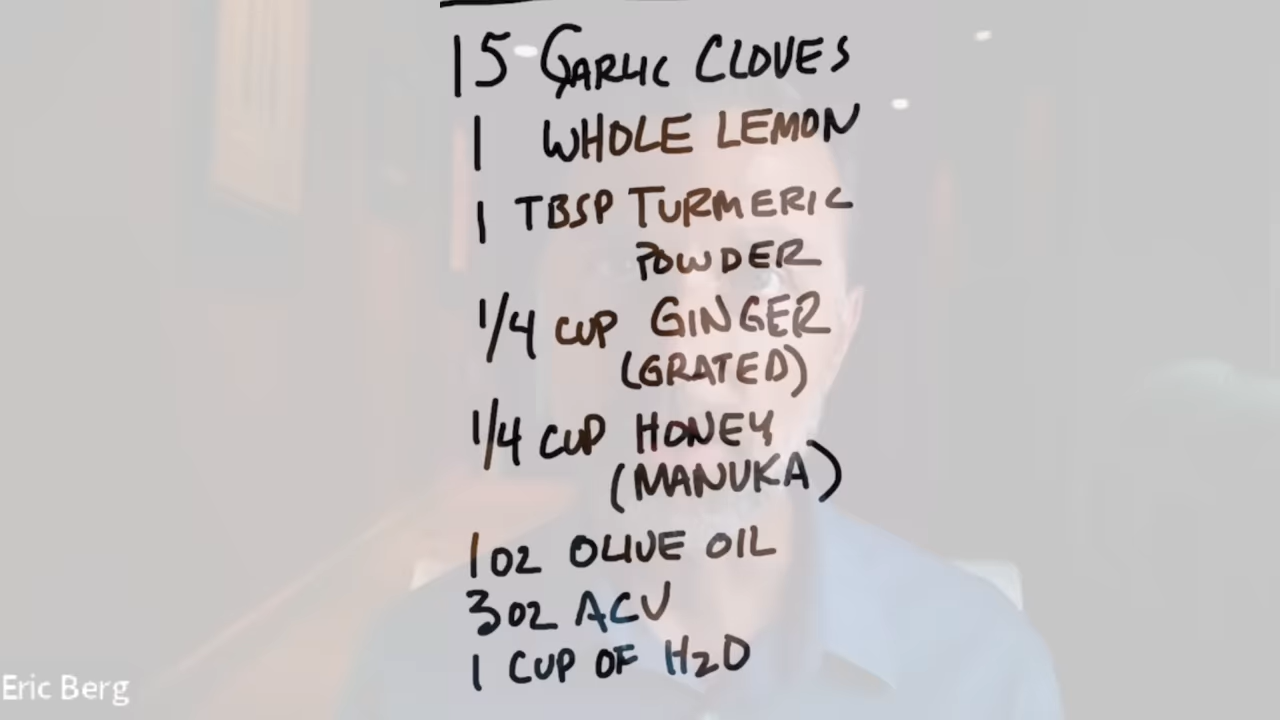 15 GARLIC CLOVES
1 WHOLE LEMON
1 TBSP TURMERIC
POWDER
1/4 CUP GINGER
(GRATED)
1/4 CUP HONEY
(MANUKA)
1 OZ OLIVE OIL
3 OZ ACV
1 CUP OF H2O
Eric Berg